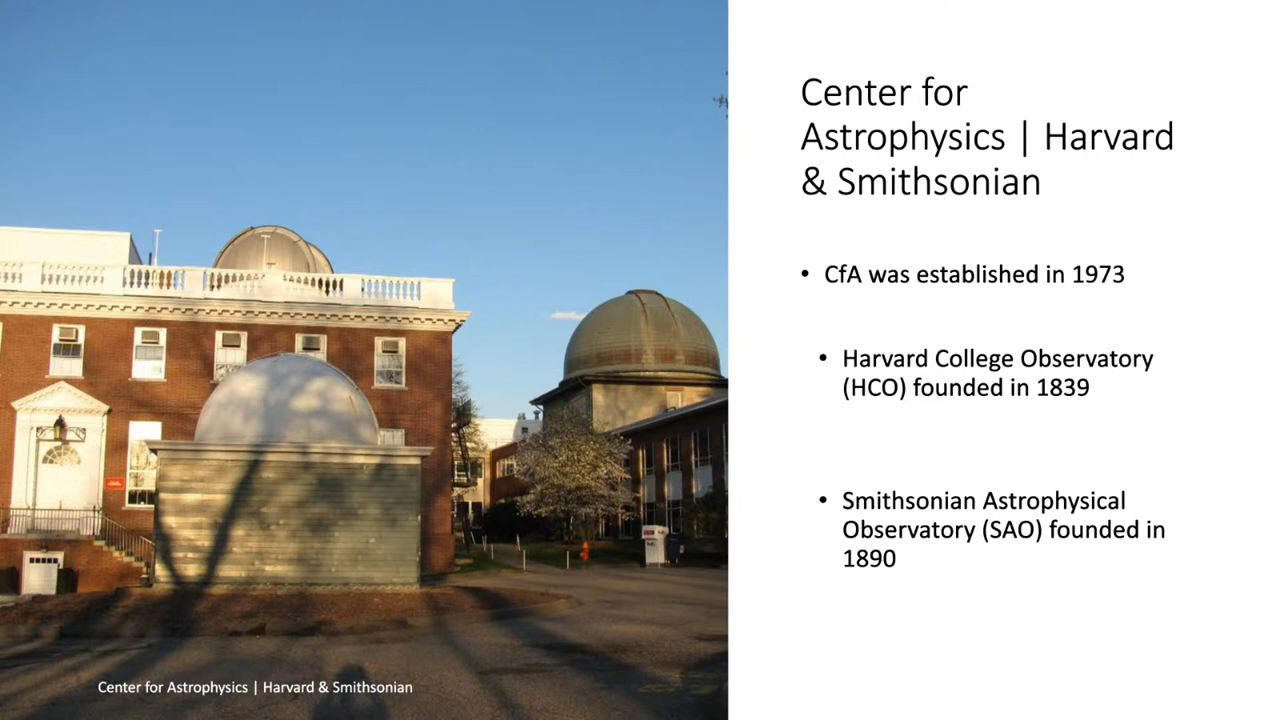 Center for
Astrophysics | Harvard
& Smithsonian
• CfA was established in 1973
• Harvard College Observatory
(HCO) founded in 1839
• Smithsonian Astrophysical
Observatory (SAO) founded in
1890
Center for Astrophysics | Harvard & Smithsonian